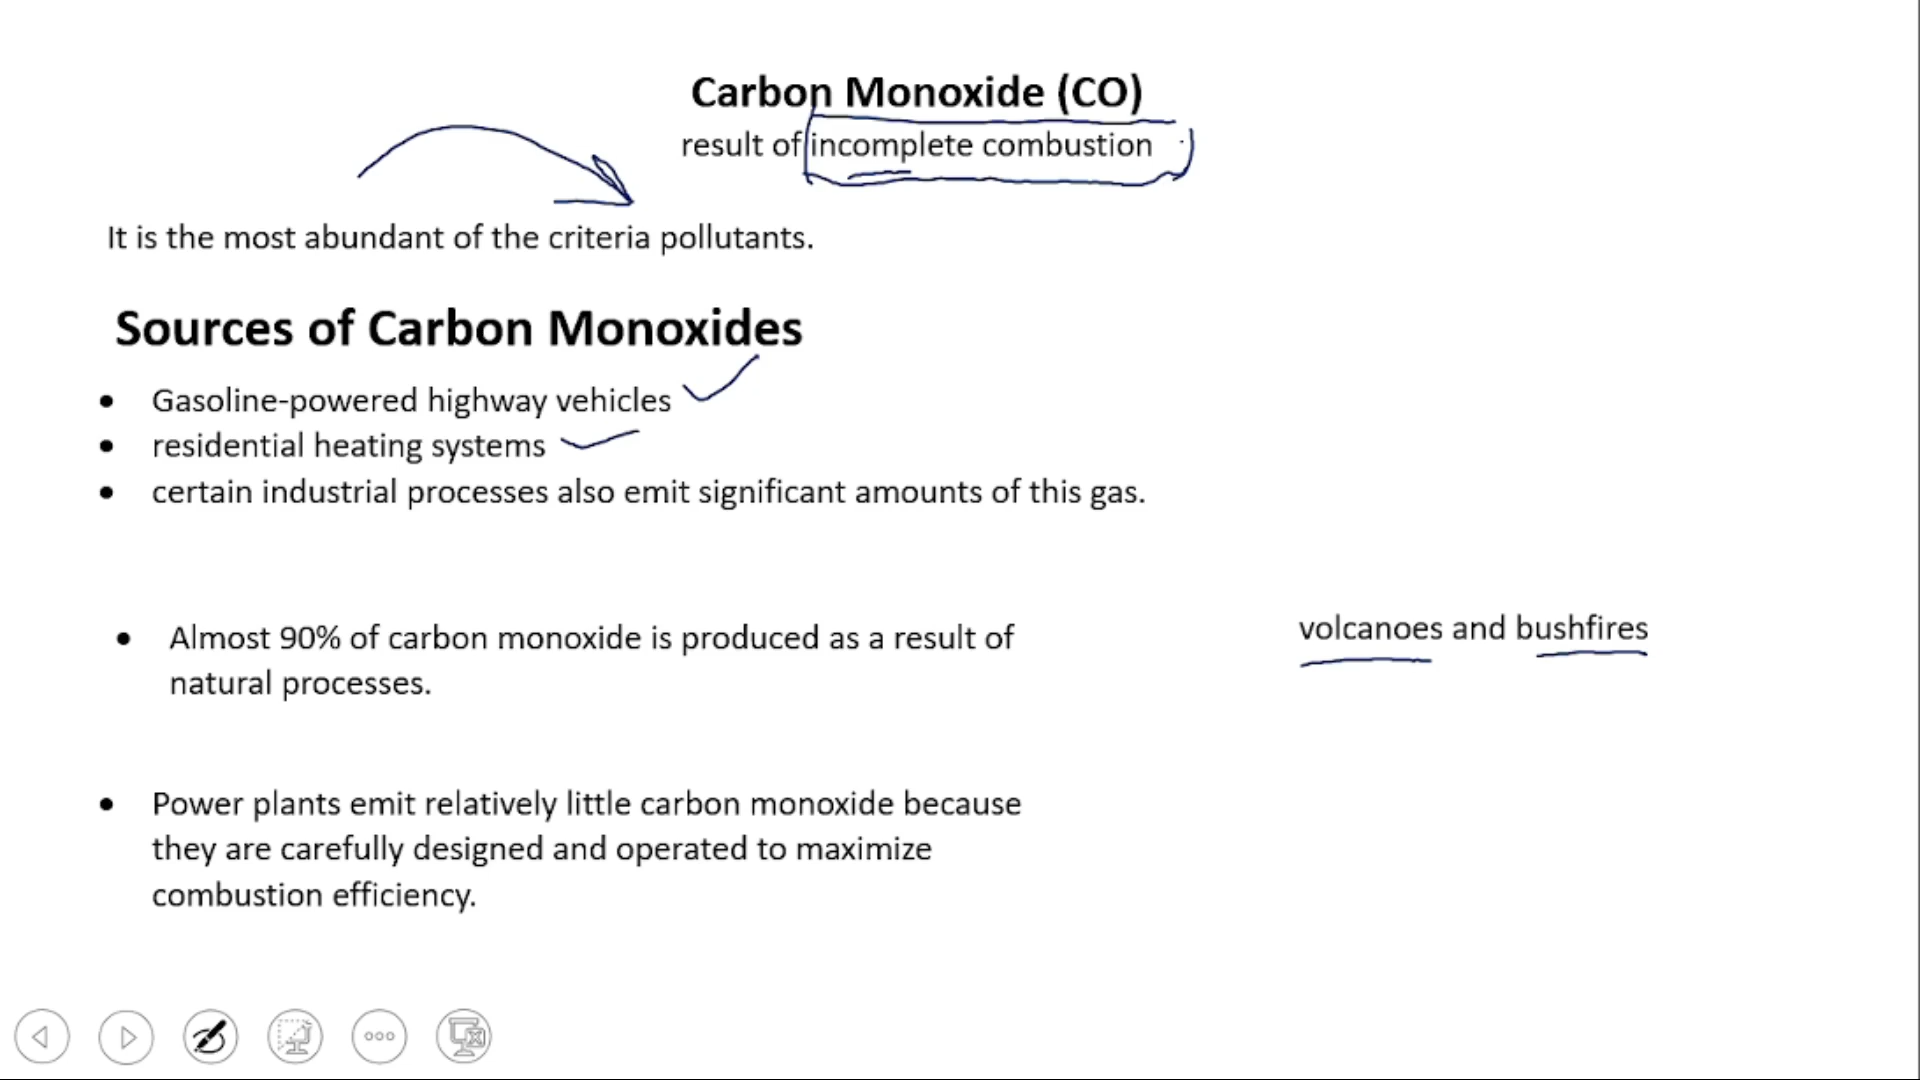 Carbon Monoxide (CO)
result of incomplete combustion
It is the most abundant of the criteria pollutants.
Sources of Carbon Monoxides
• Gasoline-powered highway vehicles
• residential heating systems
• certain industrial processes also emit significant amounts of this gas.
• Almost 90% of carbon monoxide is produced as a result of
natural processes.
volcanoes and bushfires
• Power plants emit relatively little carbon monoxide because
they are carefully designed and operated to maximize
combustion efficiency.